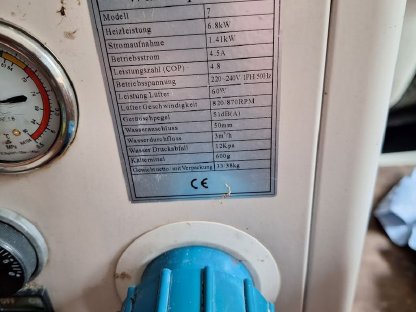 Modell 7
Heizleistung 6.8kW
Stromaufnahme 1.41kW
Betriebsstrom 4.5A
Leistungszahl (COP) 4.8
Betriebsspannung 220-240V/1PH 50Hz
Leistung Lüfter 60W
Lüfter Geschwindigkeit 820/870RPM
Geräuschpegel 51dB(A)
Wasseranschluss 50mm
Wasserdurchfluss 3m³/h
Wasser Druckabfall 12Kpa
Kältemittel 600g
Gewicht netto / mit Verpackung 33/38kg
CE